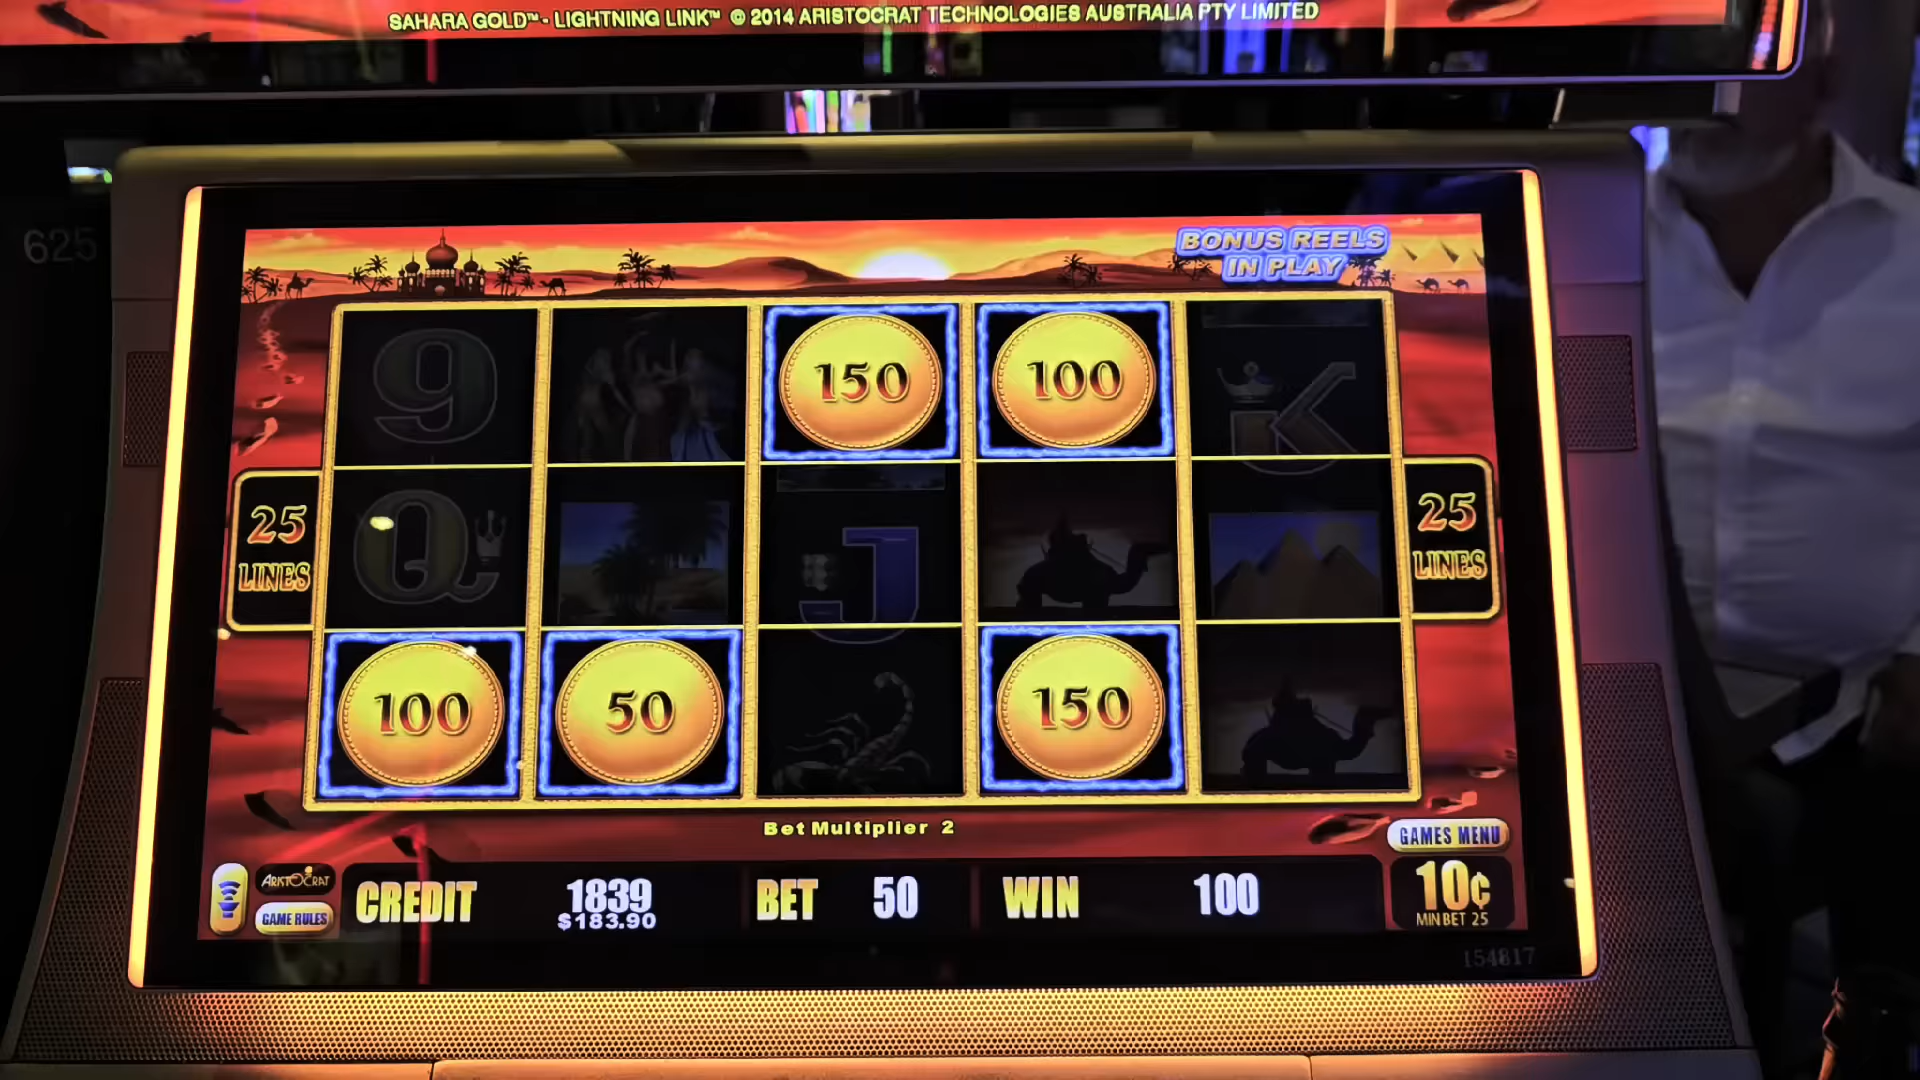 SAHARA GOLD™ - LIGHTNING LINK™ © 2014 ARISTOCRAT TECHNOLOGIES AUSTRALIA PTY LIMITED
625
BONUS REELS
IN PLAY
9
150
100
K
25
LINES
Q
J
25
LINES
100
50
150
Bet Multiplier 2
GAMES MENU
ARISTOCRAT
GAME RULES
CREDIT
1839
$183.90
BET
50
WIN
100
10¢
MIN BET 25
154817